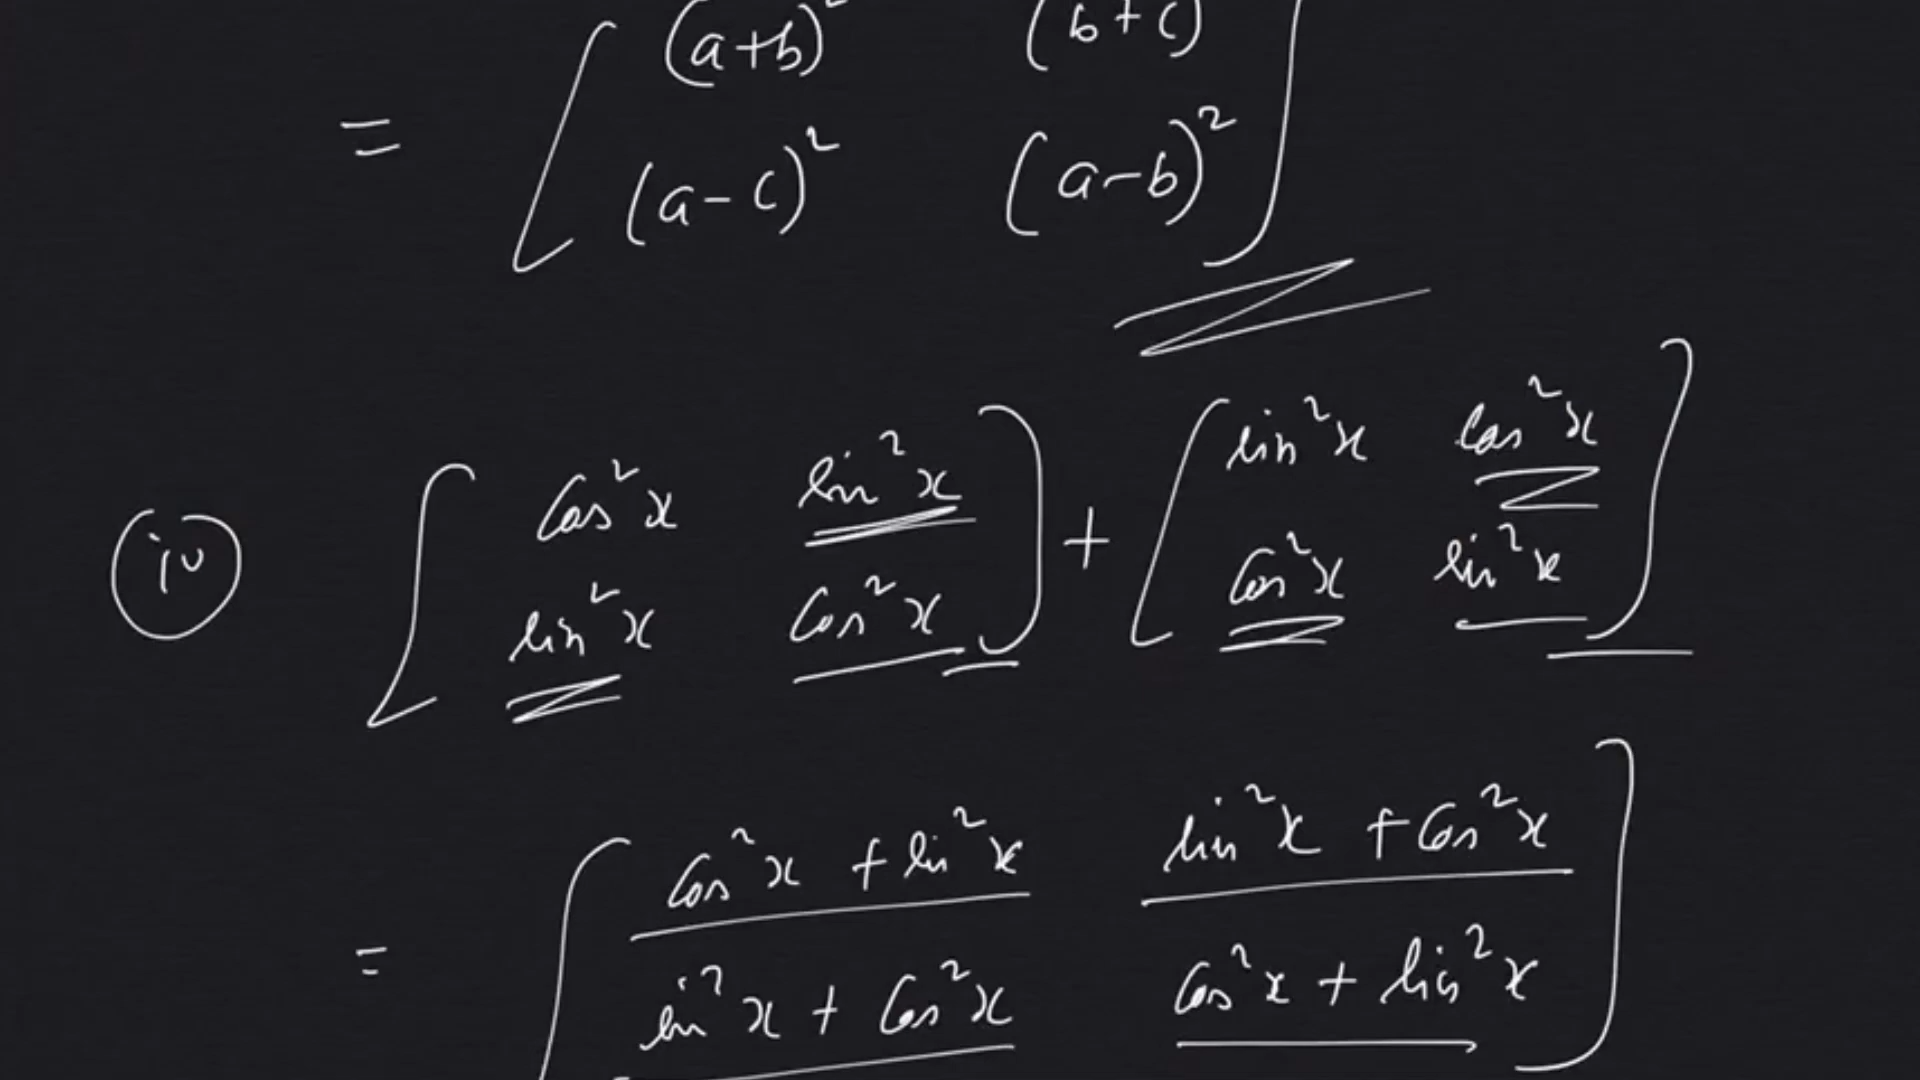 (a+b)² (b+c)
= [ (a-c)² (a-b)² ]
(iv) [ Cos²x sin²x ] + [ sin²x Cos²x ]
sin²x Cos²x Cos²x sin²x
= [ Cos²x + sin²x sin²x + Cos²x ]
sin²x + Cos²x Cos²x + sin²x